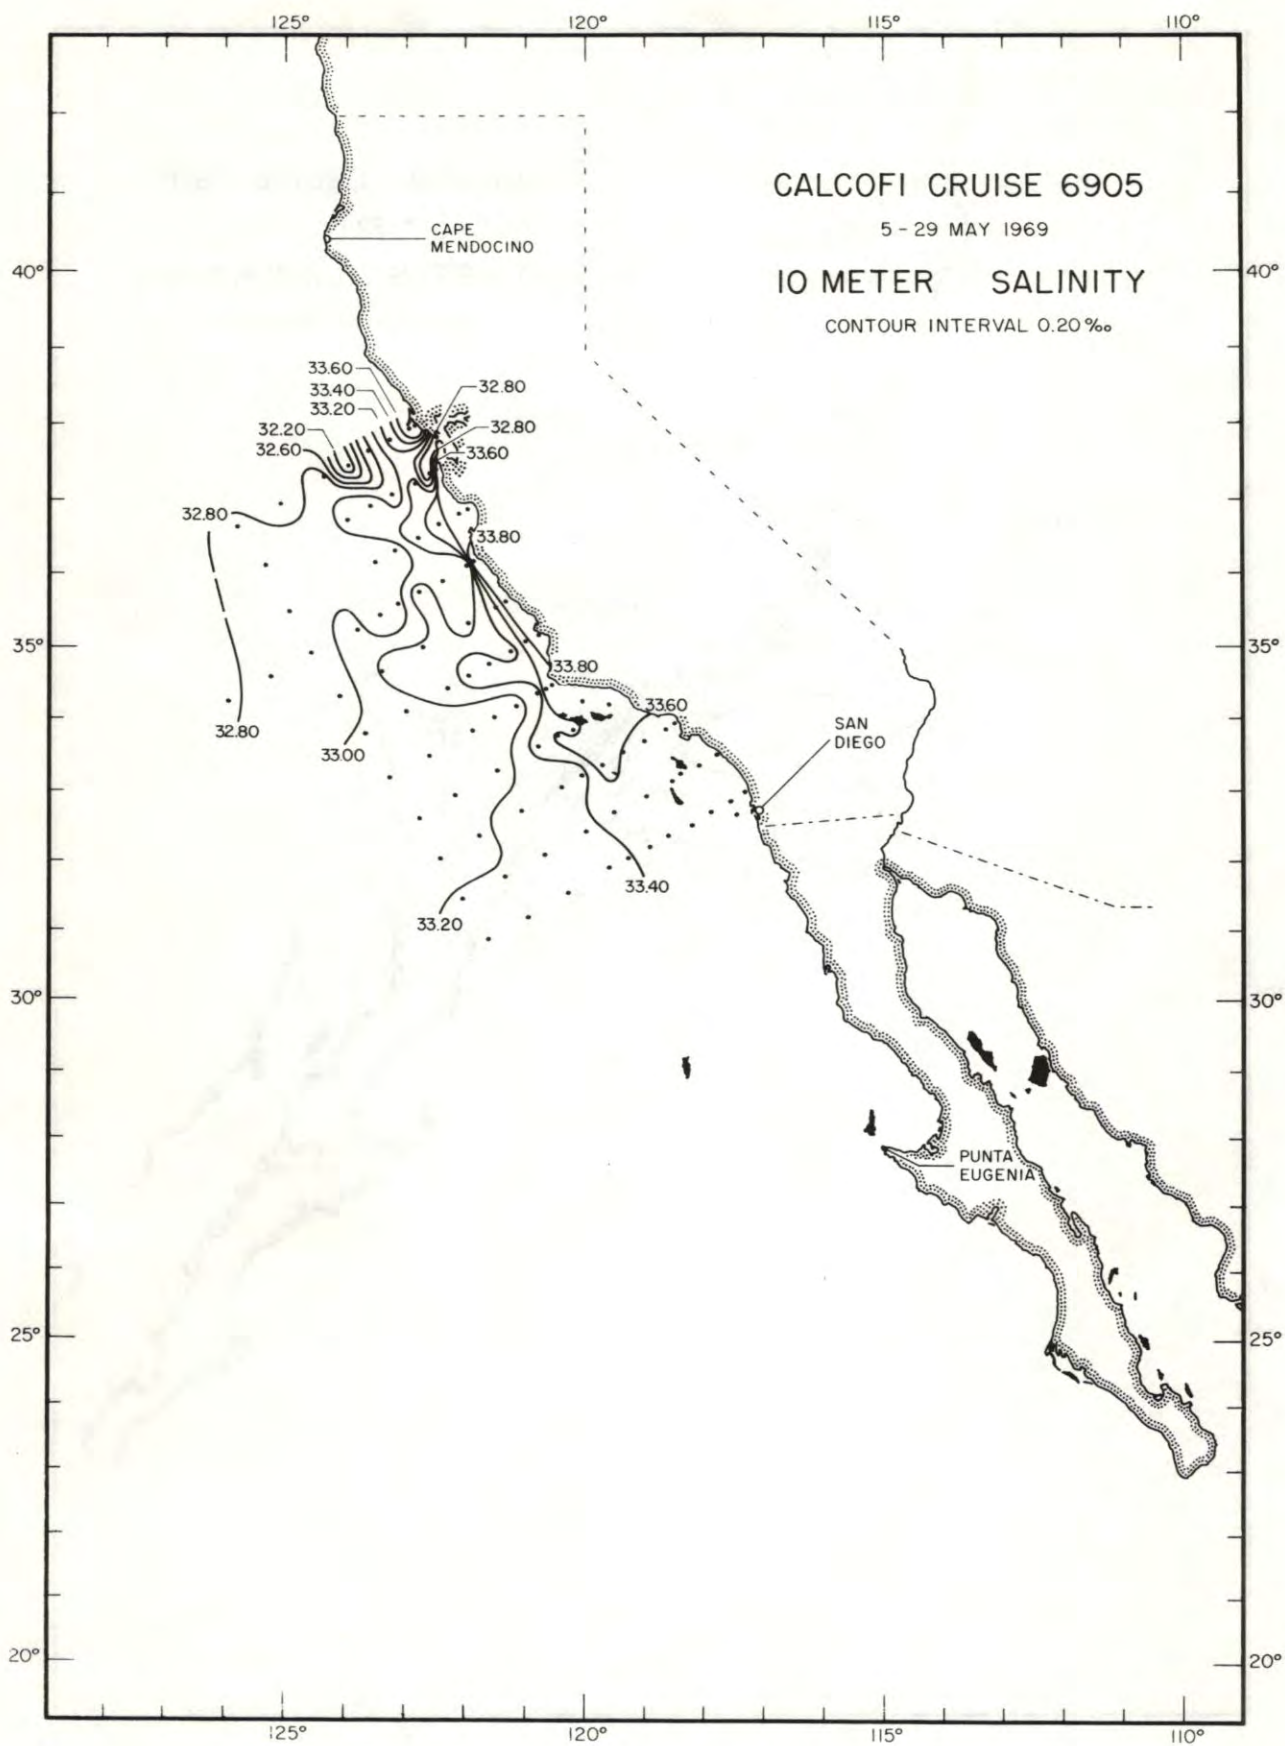 125° 120° 115° 110°
CALCOFI CRUISE 6905
5-29 MAY 1969
10 METER SALINITY
CONTOUR INTERVAL 0.20‰
CAPE
MENDOCINO
40° 40°
33.60
33.40
33.20
32.20
32.60
32.80
32.80
33.60
32.80
33.80
35° 35°
33.80
33.60
32.80
33.00
SAN
DIEGO
33.40
33.20
30° 30°
PUNTA
EUGENIA
25° 25°
20° 20°
125° 120° 115° 110°